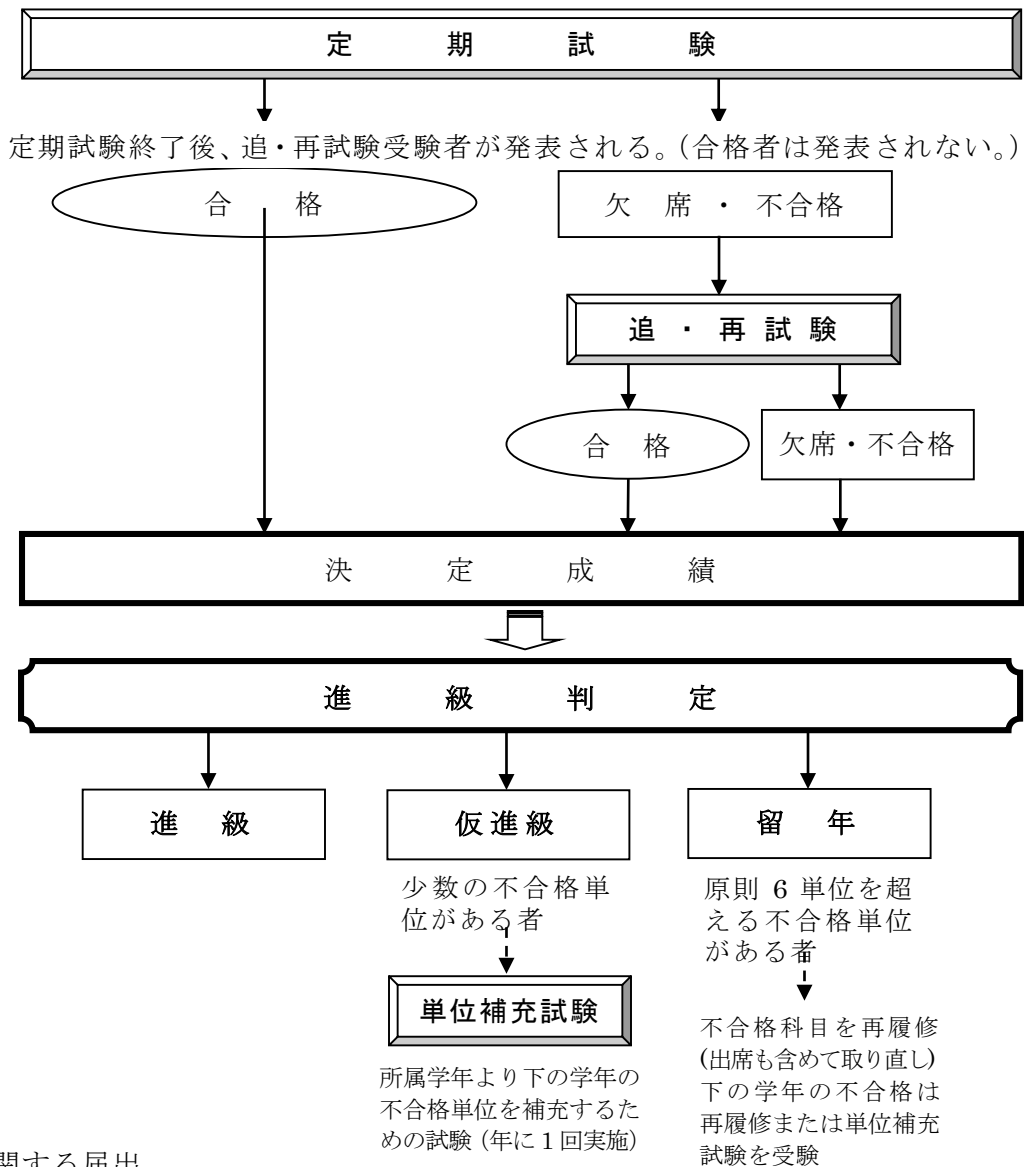 定期試験
定期試験終了後、追・再試験受験者が発表される。(合格者は発表されない。)
合格
欠席・不合格
追・再試験
合格
欠席・不合格
決定成績
進級判定
進級
仮進級
留年
少数の不合格単
位がある者
原則 6 単位を超
える不合格単位
がある者
単位補充試験
所属学年より下の学年の
不合格単位を補充するた
めの試験 (年に 1 回実施)
不合格科目を再履修
(出席も含めて取り直し)
下の学年の不合格は
再履修または単位補充
試験を受験
関する届出